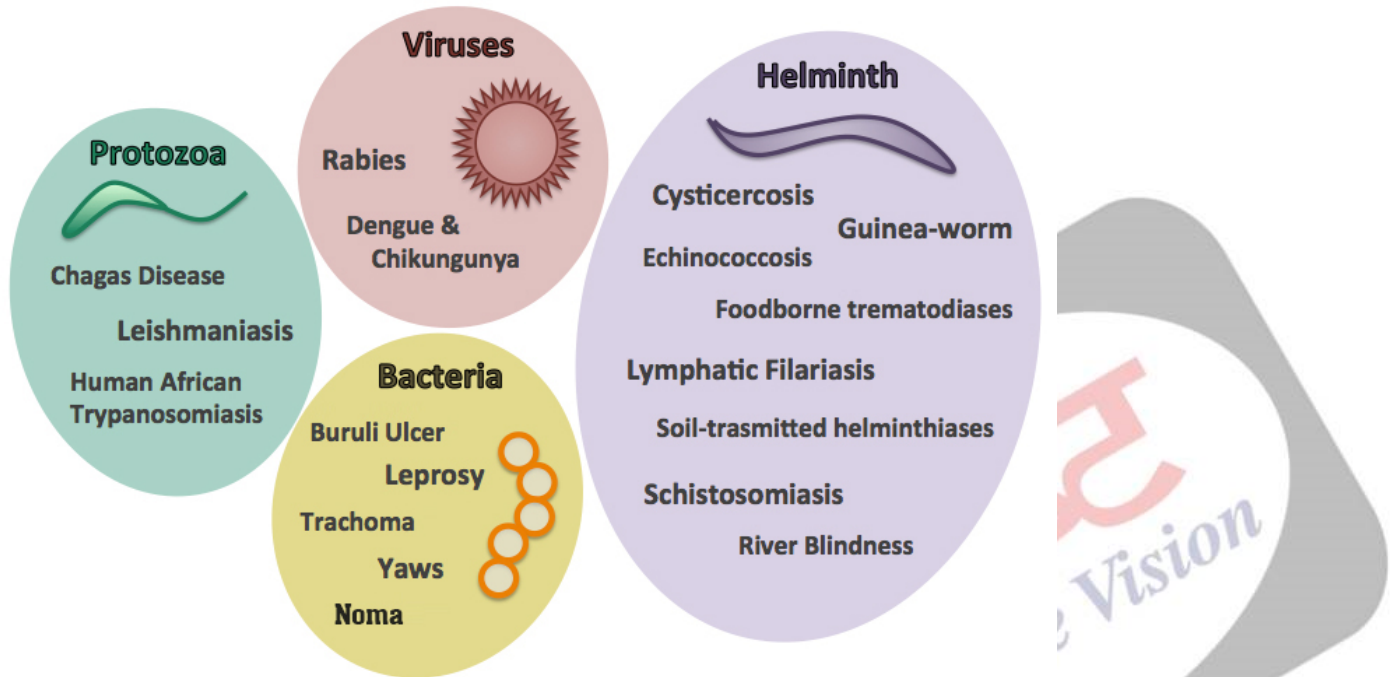 Viruses
Rabies
Dengue &
Chikungunya
Protozoa
Chagas Disease
Leishmaniasis
Human African
Trypanosomiasis
Bacteria
Buruli Ulcer
Leprosy
Trachoma
Yaws
Noma
Helminth
Cysticercosis
Guinea-worm
Echinococcosis
Foodborne trematodiases
Lymphatic Filariasis
Soil-trasmitted helminthiases
Schistosomiasis
River Blindness
e Vision